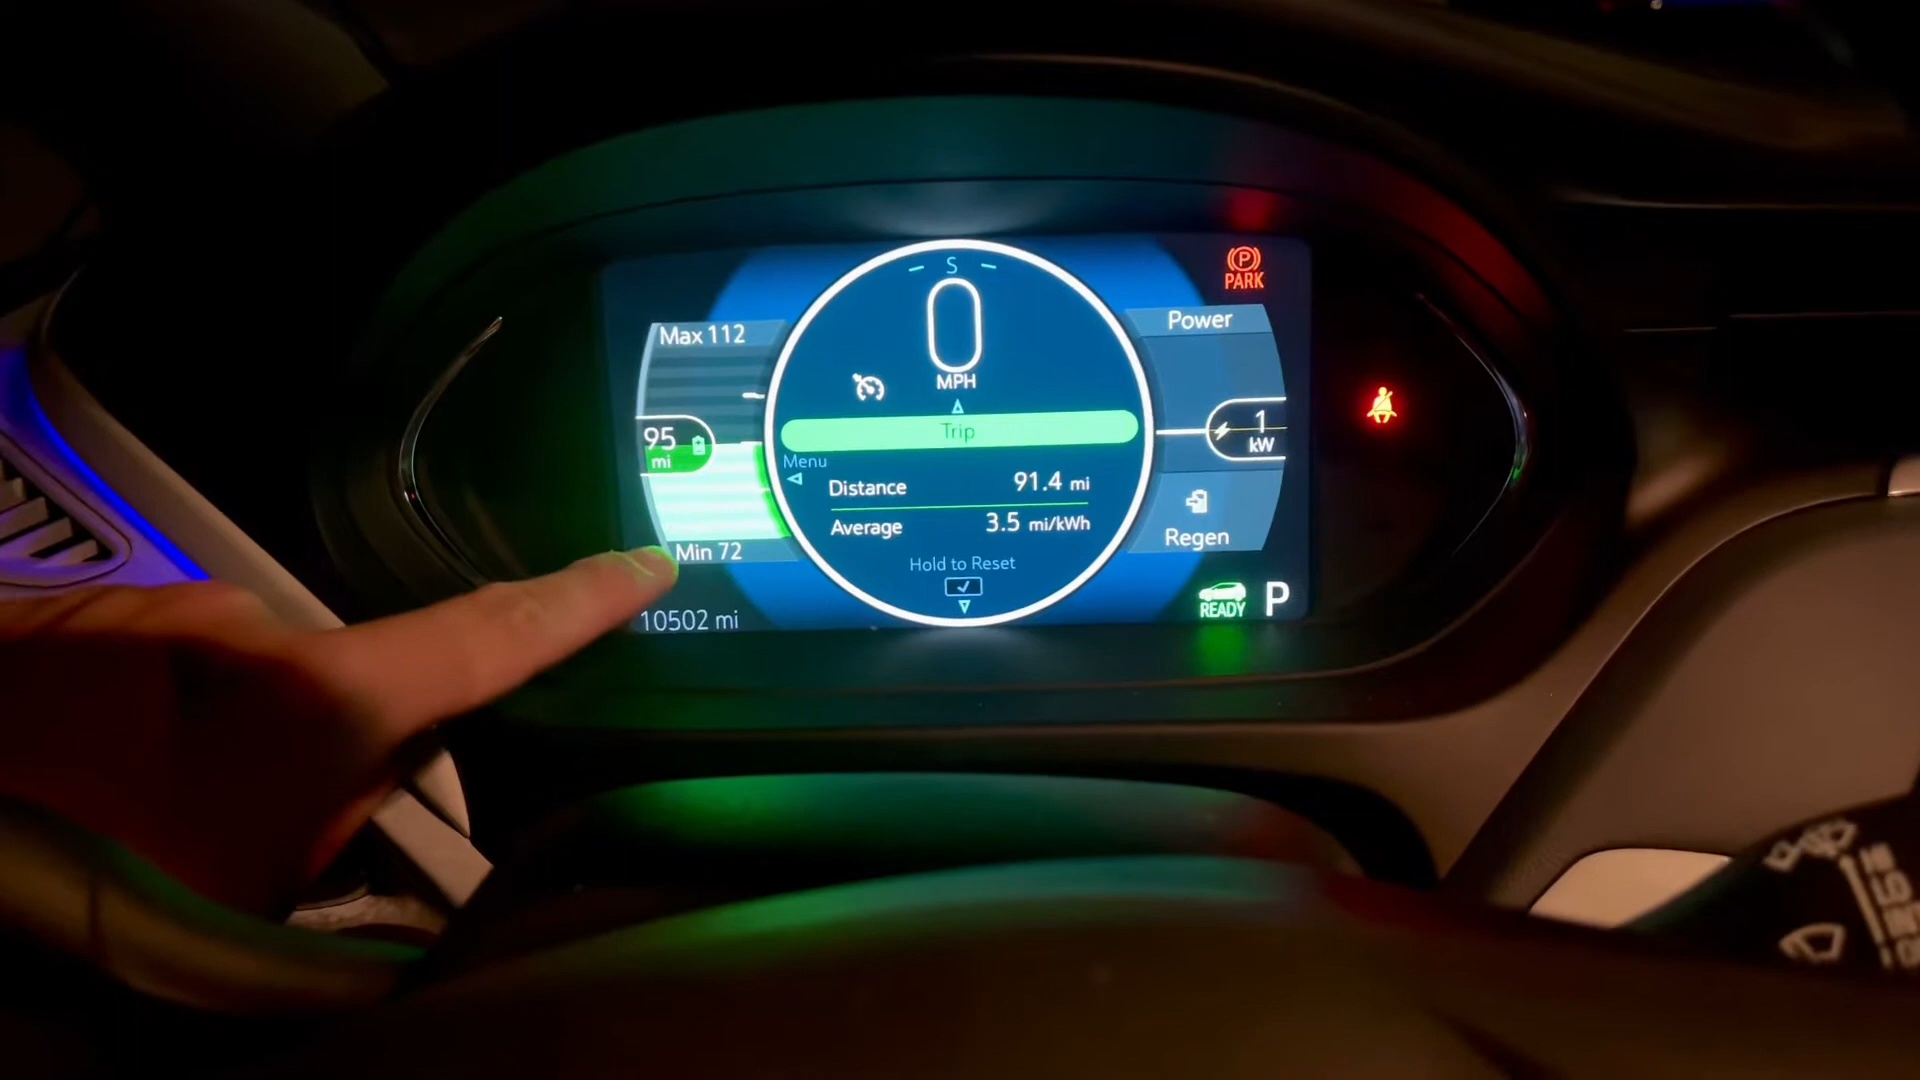 S
0
MPH
PARK
Max 112
Power
95
mi
Trip
1
kW
Menu
Distance 91.4 mi
Average 3.5 mi/kWh
Min 72
Regen
Hold to Reset
10502 mi
READY P